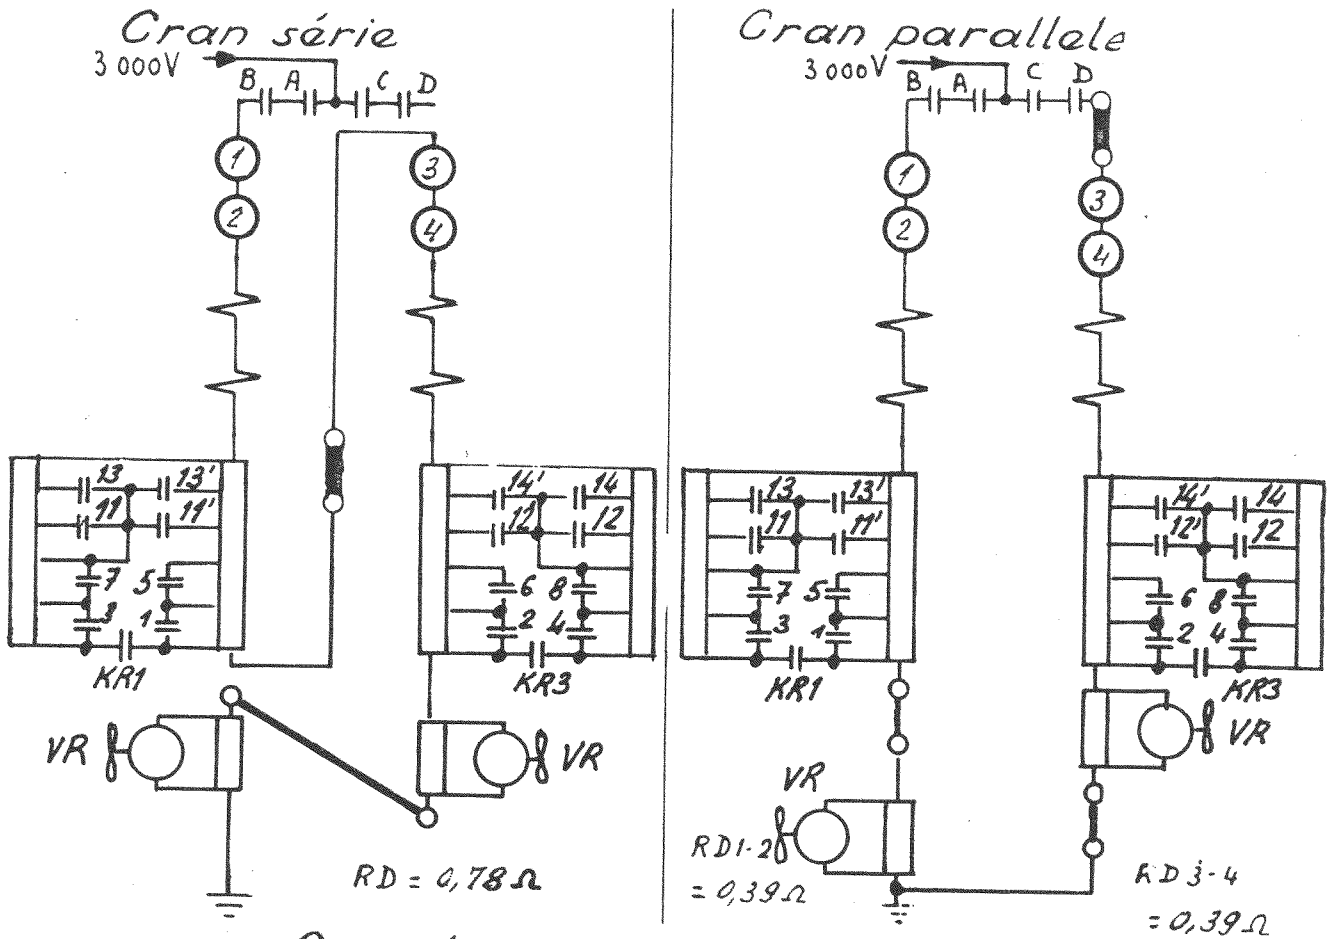 Cran série
3 000V
B A C D
1 3
2 4
13 13'
11 11'
7 5
3 1
KR1
14' 14
12 12
6 8
2 4
KR3
VR VR
RD = 0,78 Ω
Cran parallele
3 000V
B A C D
1 3
2 4
13 13'
11 11'
7 5
3 1
KR1
14' 14
12' 12
6 8
2 4
KR3
VR
VR
RD1-2
= 0,39 Ω
RD 3-4
= 0,39 Ω